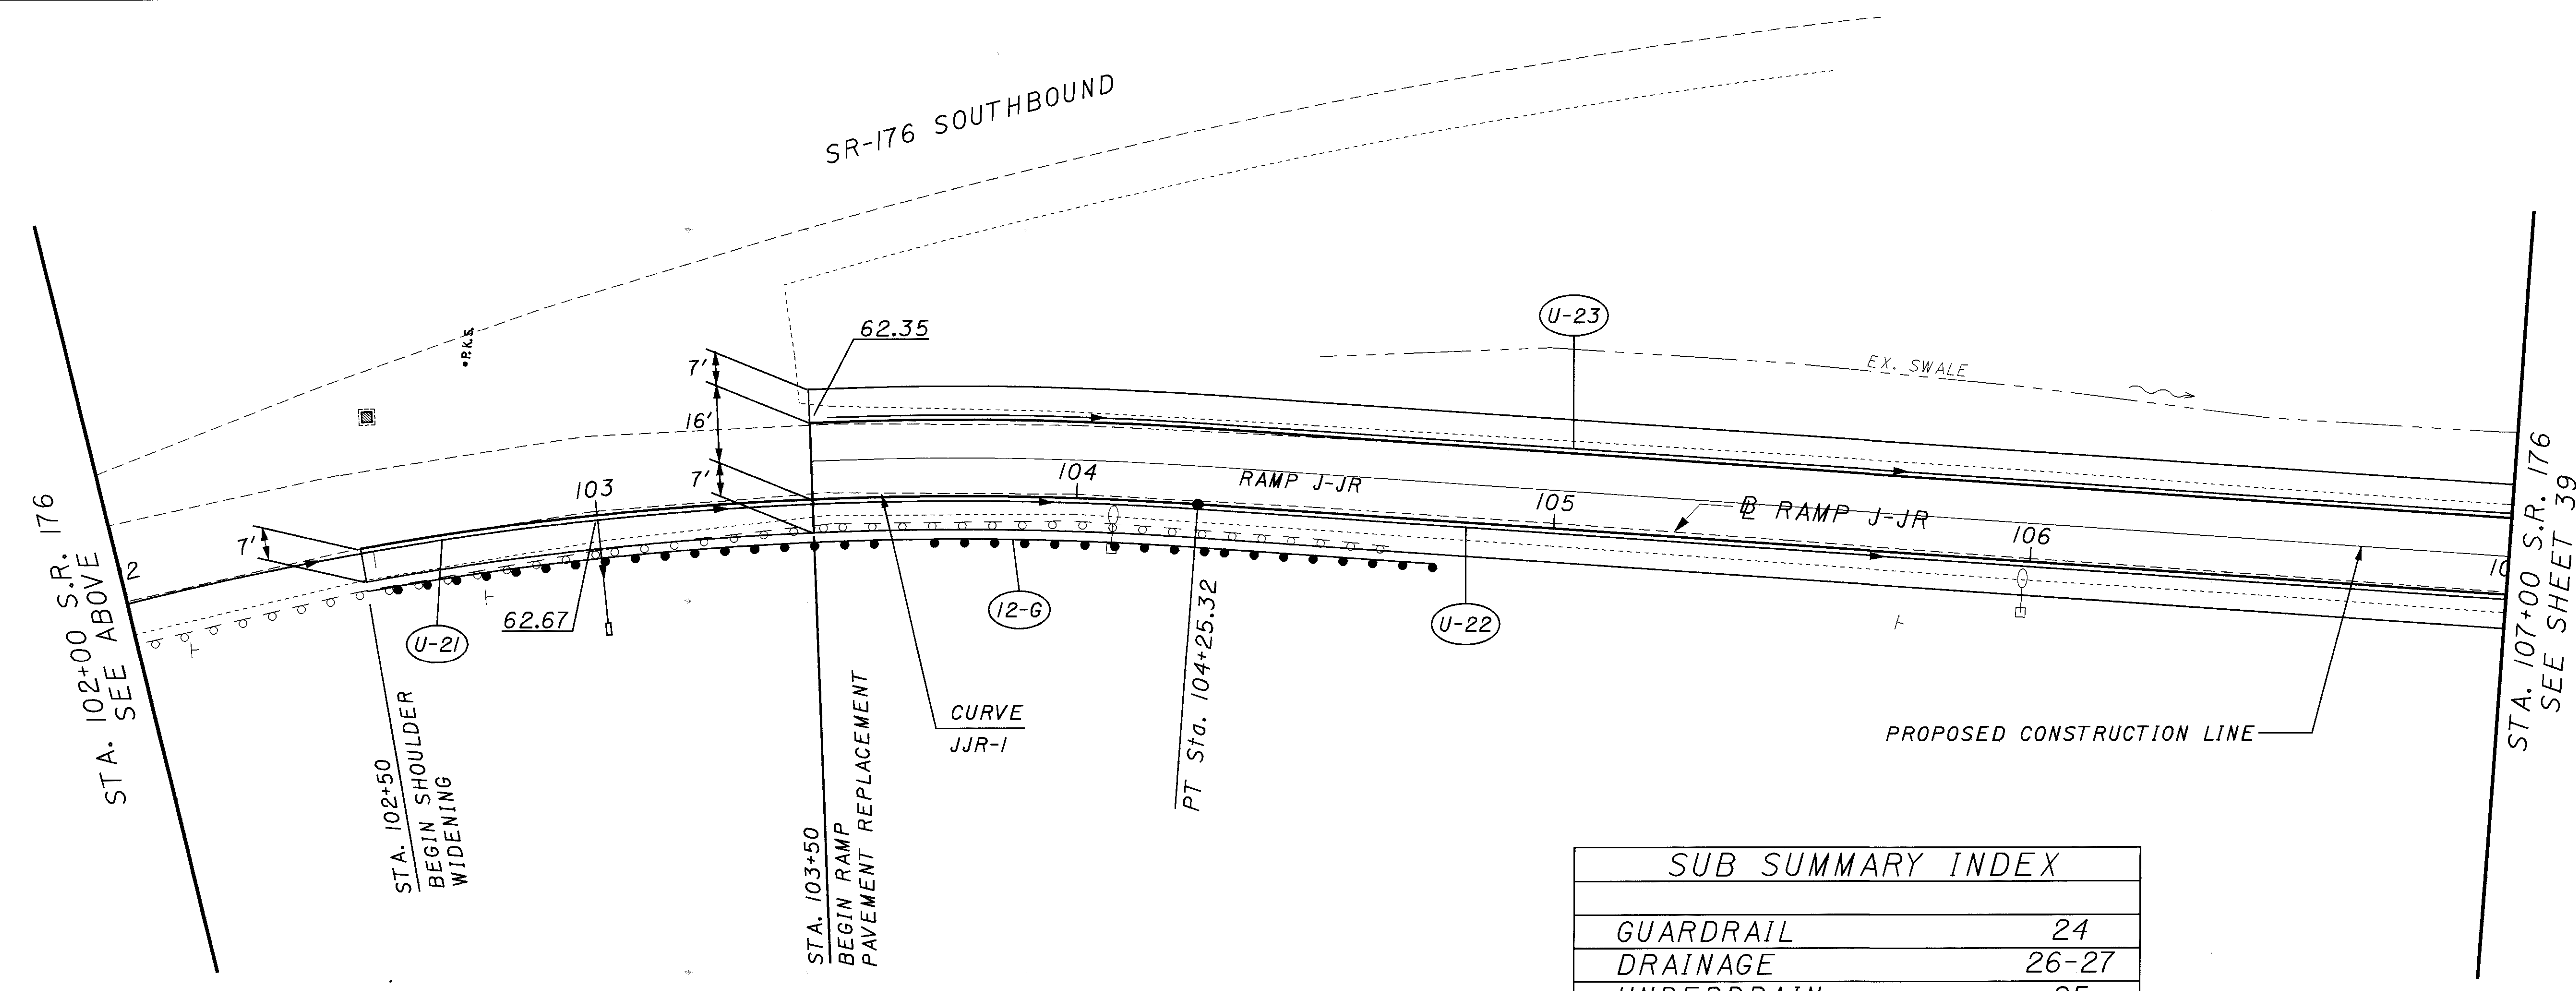 SR-176 SOUTHBOUND
STA. 102+00 S.R. 176
SEE ABOVE
P.K.S.
62.35
U-23
EX. SWALE
7'
16'
7'
7'
103
104
RAMP J-JR
105
℄ RAMP J-JR
106
2
10
62.67
U-21
12-G
U-22
STA. 102+50
BEGIN SHOULDER
WIDENING
STA. 103+50
BEGIN RAMP
PAVEMENT REPLACEMENT
CURVE
JJR-1
PT Sta. 104+25.32
PROPOSED CONSTRUCTION LINE
STA. 107+00 S.R. 176
SEE SHEET 39
SUB SUMMARY INDEX
GUARDRAIL 24
DRAINAGE 26-27